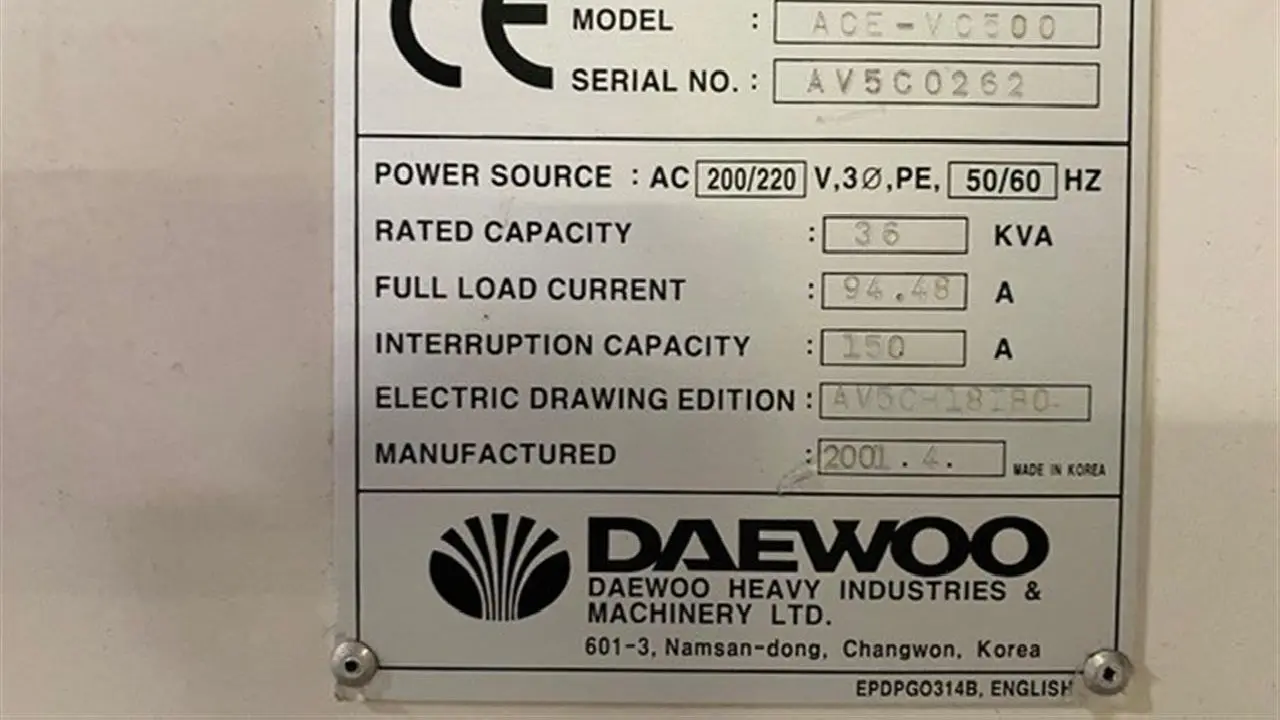 CE
MODEL : ACE-VC500
SERIAL NO. : AV5C0262
POWER SOURCE : AC 200/220 V,3Ø,PE, 50/60 HZ
RATED CAPACITY : 36 KVA
FULL LOAD CURRENT : 94.48 A
INTERRUPTION CAPACITY : 150 A
ELECTRIC DRAWING EDITION :
MANUFACTURED : 2001.4.
MADE IN KOREA
DAEWOO
DAEWOO HEAVY INDUSTRIES &
MACHINERY LTD.
601-3, Namsan-dong, Changwon, Korea
EPDPGO314B, ENGLISH